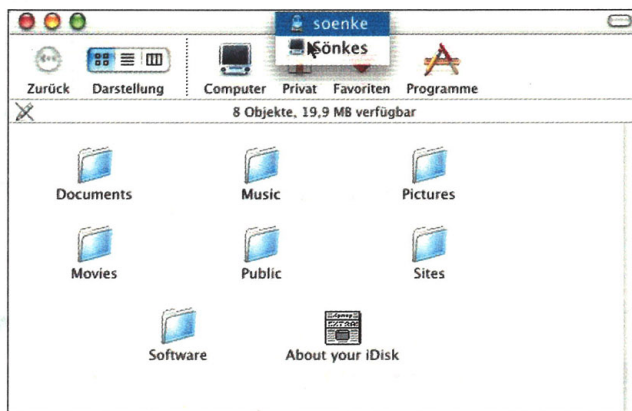 soenke
Sönkes
Zurück Darstellung Computer Privat Favoriten Programme
8 Objekte, 19,9 MB verfügbar
Documents Music Pictures
Movies Public Sites
Software About your iDisk